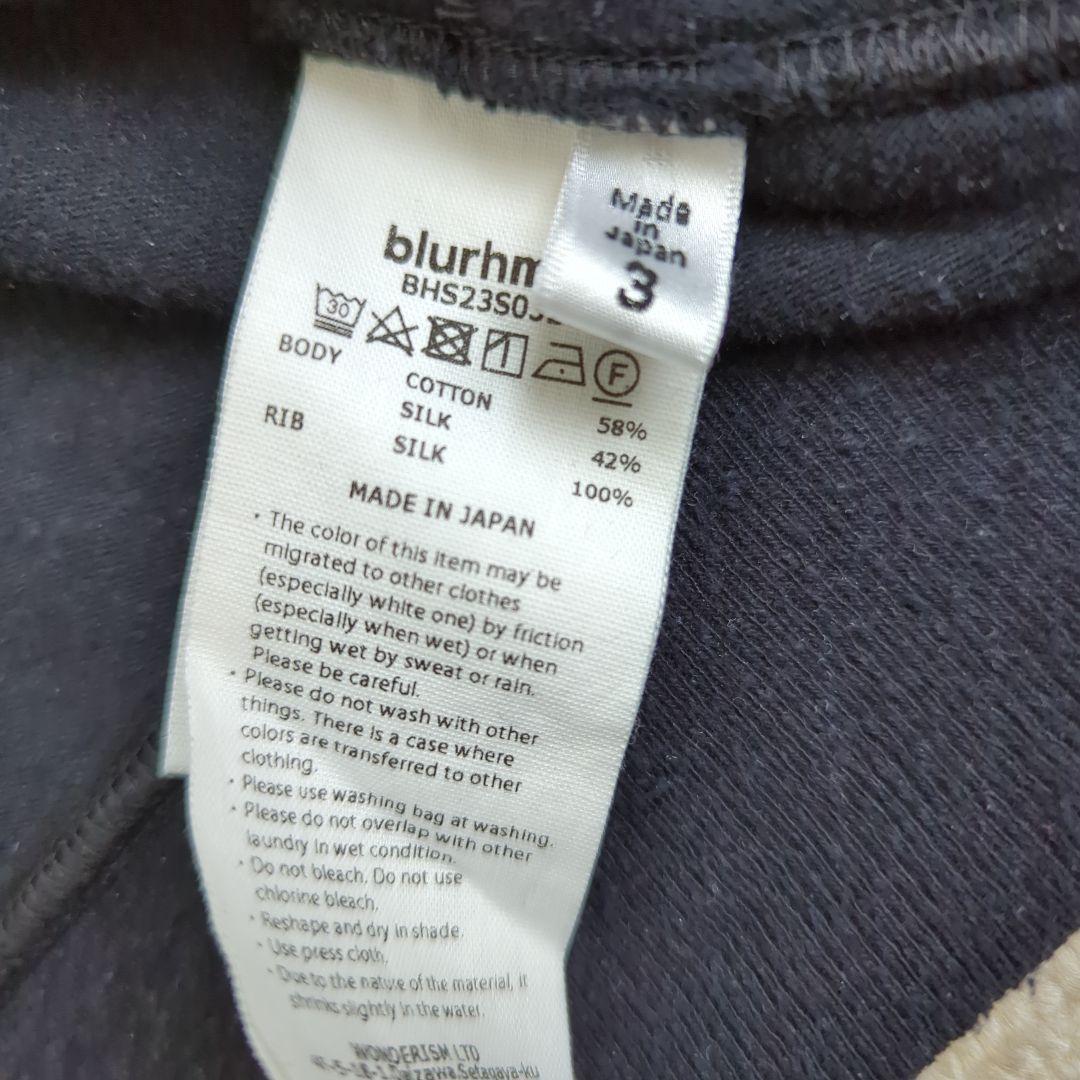 Made
in
Japan
3
blurhm
BHS23S0
30
F
BODY
COTTON 58%
SILK 42%
RIB
SILK 100%
MADE IN JAPAN
・The color of this item may be
migrated to other clothes
(especially white one) by friction
(especially when wet) or when
getting wet by sweat or rain.
Please be careful.
・Please do not wash with other
things. There is a case where
colors are transferred to other
clothing.
・Please use washing bag at washing.
・Please do not overlap with other
laundry in wet condition.
・Do not bleach. Do not use
chlorine bleach.
・Reshape and dry in shade.
・Use press cloth.
・Due to the nature of the material, it
shrinks slightly in the water.
WONDERISM LTD
Daizawa.Setagaya-ku